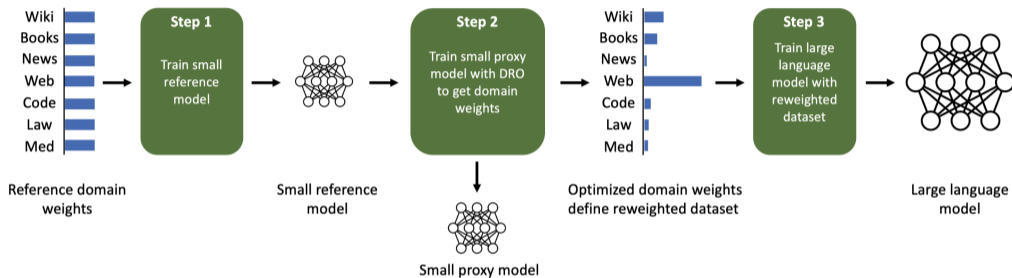 Wiki
Books
News
Web
Code
Law
Med
Reference domain
weights
Step 1
Train small
reference
model
Small reference
model
Step 2
Train small proxy
model with DRO
to get domain
weights
Small proxy model
Wiki
Books
News
Web
Code
Law
Med
Optimized domain weights
define reweighted dataset
Step 3
Train large
language
model with
reweighted
dataset
Large language
model